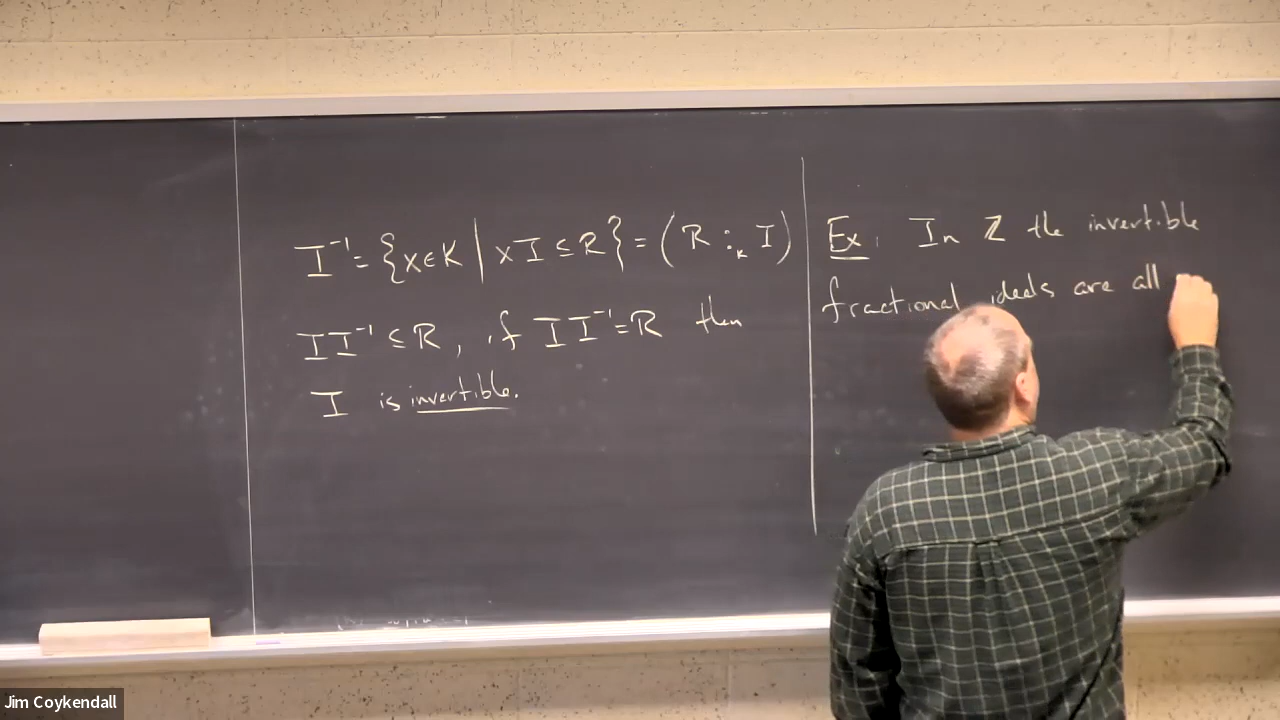 I⁻¹ = {x∈K | xI ⊆ R} = (R :ₖ I)
II⁻¹ ⊆ R, if II⁻¹ = R then
I is invertible.
Ex: In ℤ the invertible
fractional ideals are all
Jim Coykendall